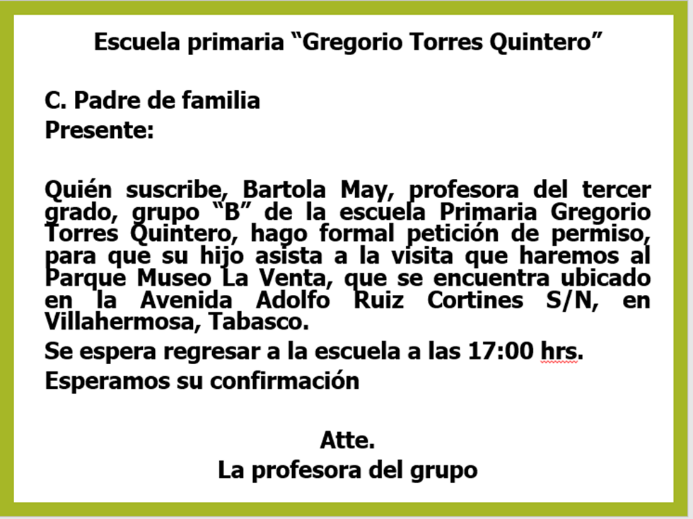 Escuela primaria “Gregorio Torres Quintero”
C. Padre de familia
Presente:
Quién suscribe, Bartola May, profesora del tercer
grado, grupo “B” de la escuela Primaria Gregorio
Torres Quintero, hago formal petición de permiso,
para que su hijo asista a la visita que haremos al
Parque Museo La Venta, que se encuentra ubicado
en la Avenida Adolfo Ruiz Cortines S/N, en
Villahermosa, Tabasco.
Se espera regresar a la escuela a las 17:00 hrs.
Esperamos su confirmación
Atte.
La profesora del grupo